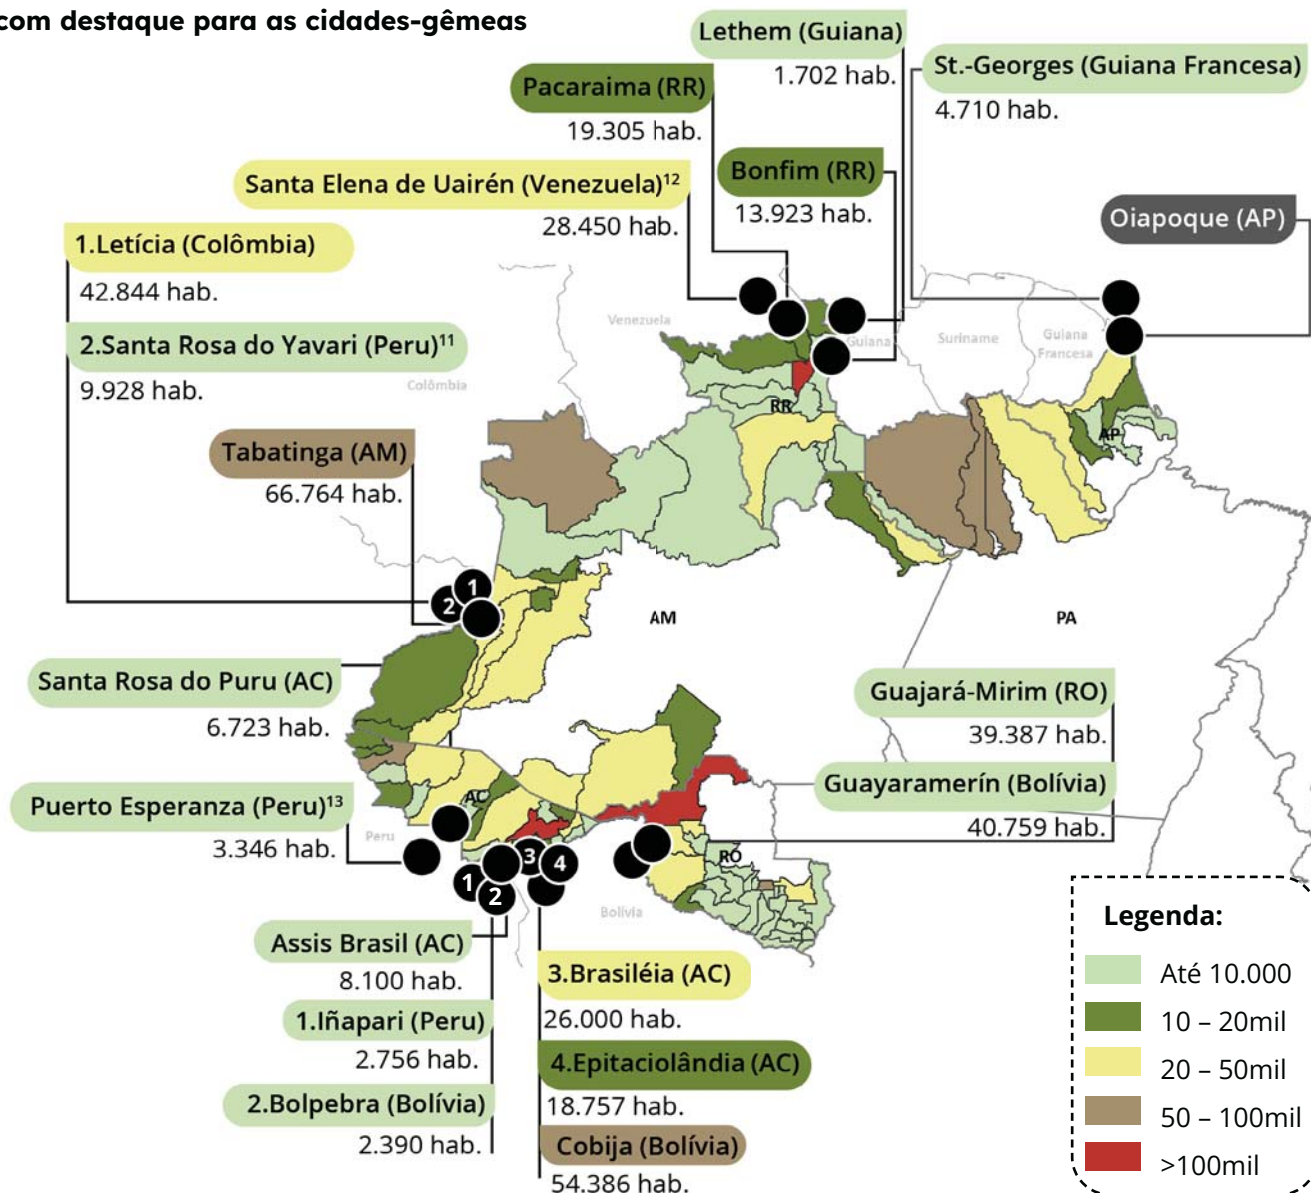 com destaque para as cidades-gêmeas
Lethem (Guiana)
1.702 hab.
St.-Georges (Guiana Francesa)
4.710 hab.
Pacaraima (RR)
19.305 hab.
Santa Elena de Uairén (Venezuela)¹²
28.450 hab.
Bonfim (RR)
13.923 hab.
Oiapoque (AP)
1.Letícia (Colômbia)
42.844 hab.
2.Santa Rosa do Yavari (Peru)¹¹
9.928 hab.
Tabatinga (AM)
66.764 hab.
Venezuela
Guiana
Suriname
Guiana
Francesa
Colômbia
RR
AP
1
2
AM
PA
Santa Rosa do Puru (AC)
6.723 hab.
Guajará-Mirim (RO)
39.387 hab.
Guayaramerín (Bolívia)
40.759 hab.
Puerto Esperanza (Peru)¹³
3.346 hab.
AC
Peru
RO
Bolívia
3
4
1
2
Assis Brasil (AC)
8.100 hab.
1.Iñapari (Peru)
2.756 hab.
2.Bolpebra (Bolívia)
2.390 hab.
3.Brasiléia (AC)
26.000 hab.
4.Epitaciolândia (AC)
18.757 hab.
Cobija (Bolívia)
54.386 hab.
Legenda:
Até 10.000
10 – 20mil
20 – 50mil
50 – 100mil
>100mil